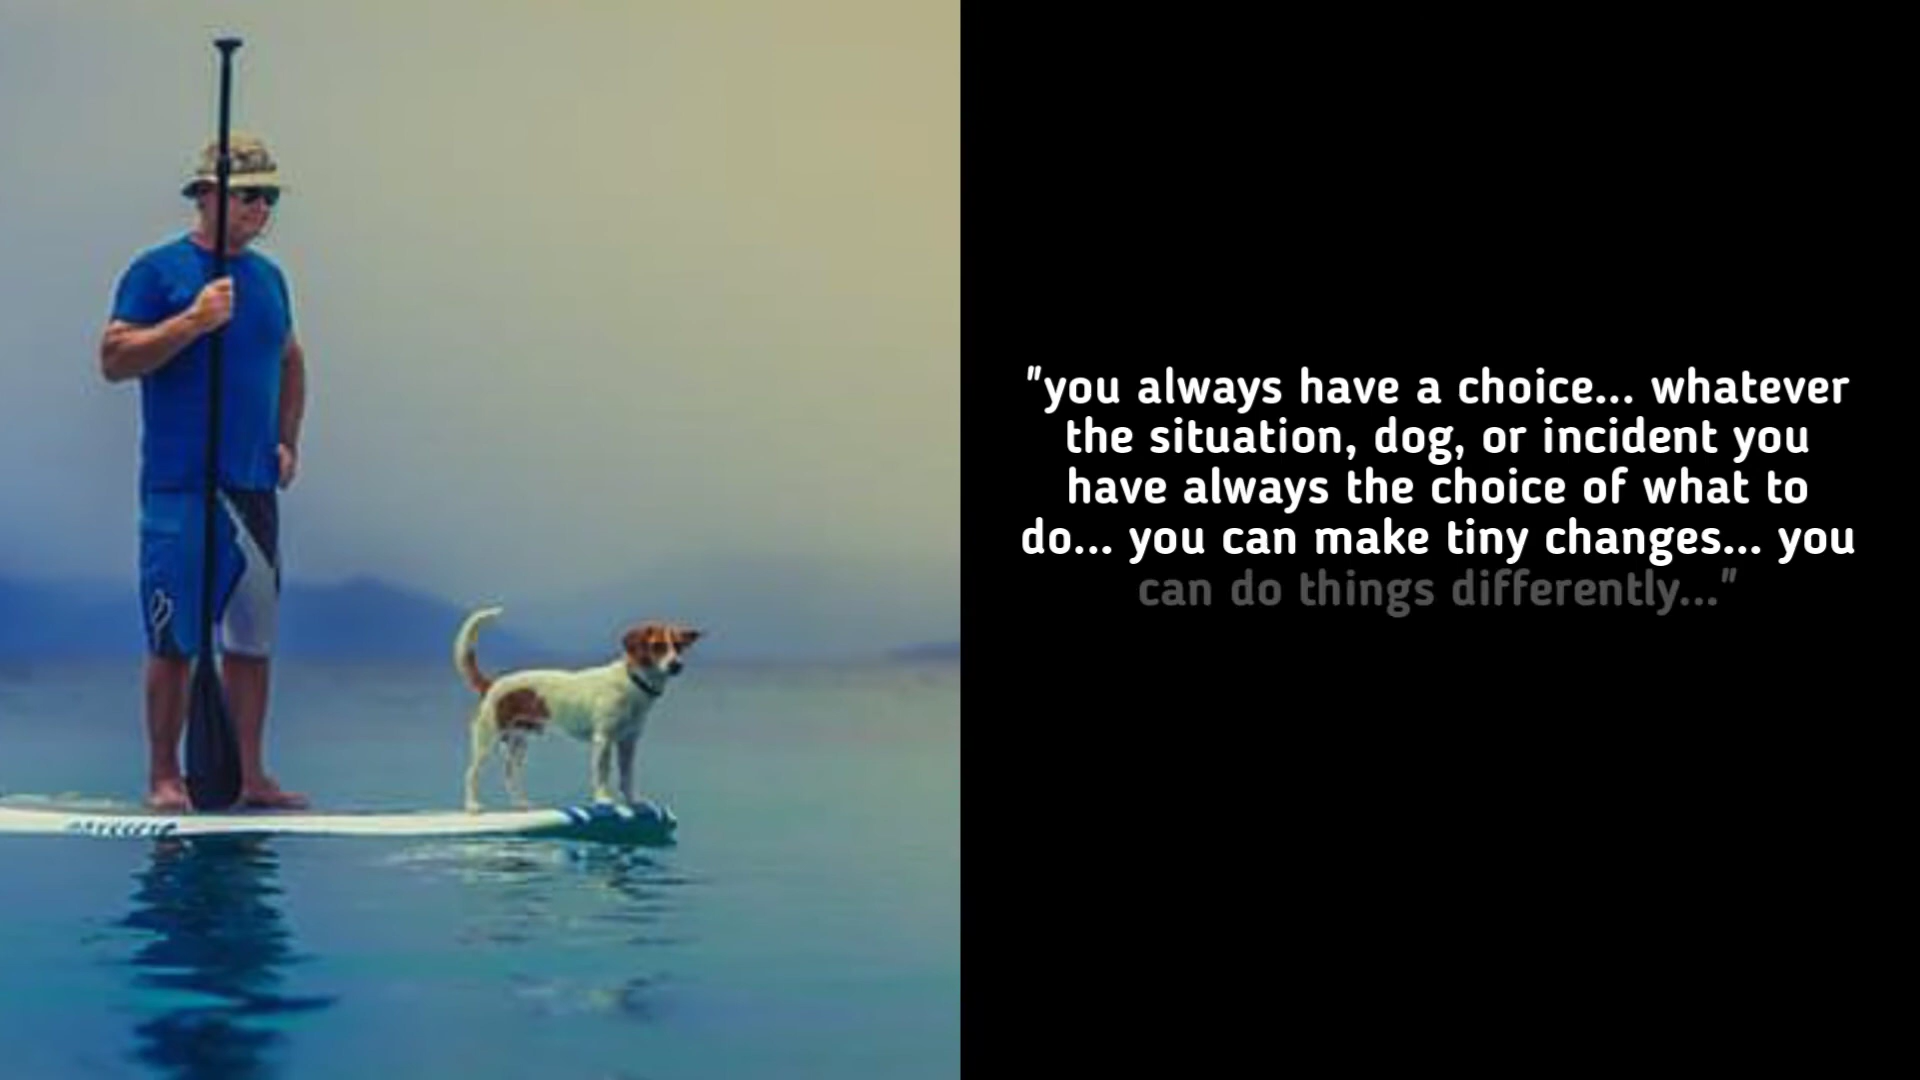 "you always have a choice... whatever
the situation, dog, or incident you
have always the choice of what to
do... you can make tiny changes... you
can do things differently..."